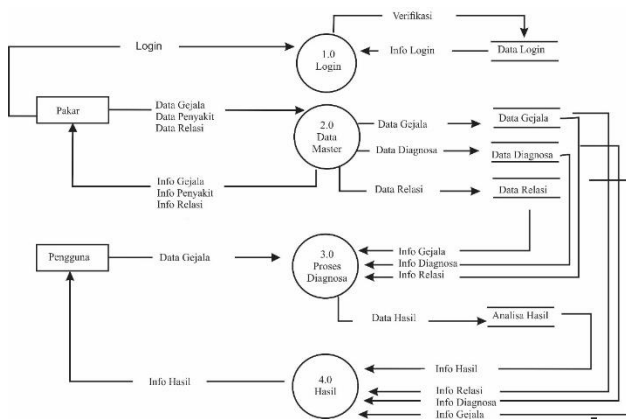 Verifikasi
Login
1.0
Login
Info Login
Data Login
Pakar
Data Gejala
Data Penyakit
Data Relasi
2.0
Data
Master
Data Gejala
Data Gejala
Data Diagnosa
Data Diagnosa
Data Relasi
Data Relasi
Info Gejala
Info Penyakit
Info Relasi
Pengguna
Data Gejala
3.0
Proses
Diagnosa
Info Gejala
Info Diagnosa
Info Relasi
Data Hasil
Analisa Hasil
Info Hasil
4.0
Hasil
Info Hasil
Info Relasi
Info Diagnosa
Info Gejala